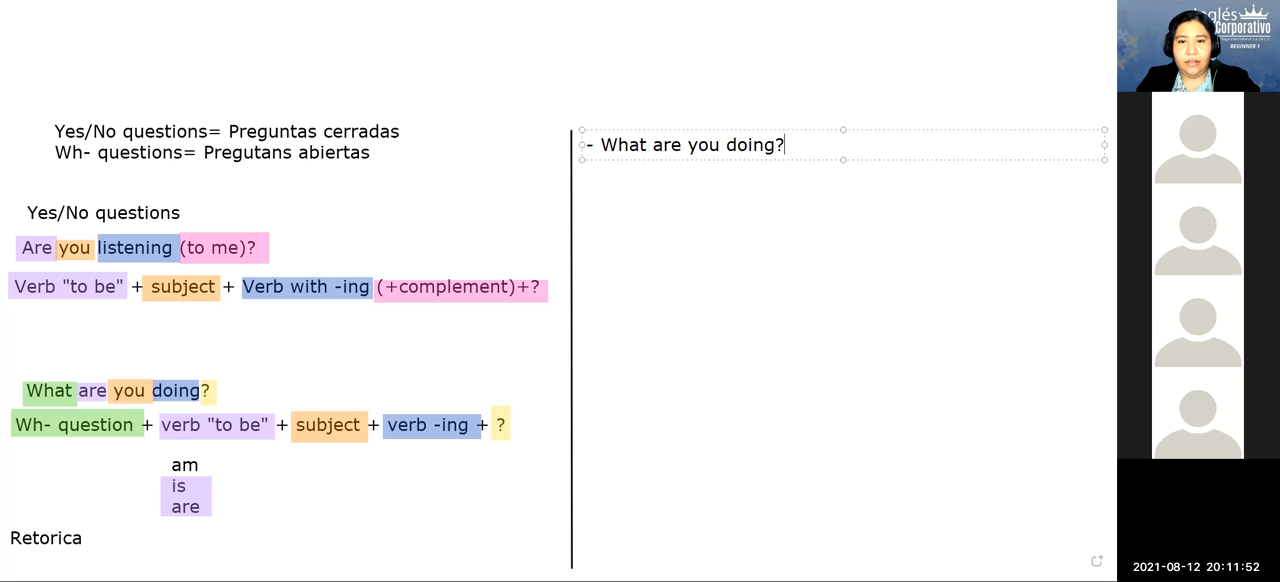 Yes/No questions= Preguntas cerradas
Wh- questions= Pregutans abiertas
Yes/No questions
Are you listening (to me)?
Verb "to be" + subject + Verb with -ing (+complement)+?
What are you doing?
Wh- question + verb "to be" + subject + verb -ing + ?
am
is
are
Retorica
- What are you doing?
inglés
Corporativo
BEGINNER 1
2021-08-12 20:11:52